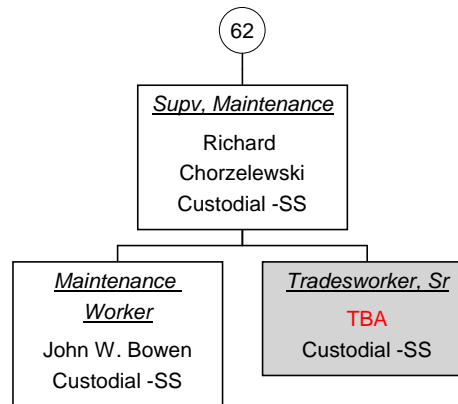 62
Supv, Maintenance
Richard
Chorzelewski
Custodial -SS
Maintenance
Worker
John W. Bowen
Custodial -SS
Tradesworker, Sr
TBA
Custodial -SS